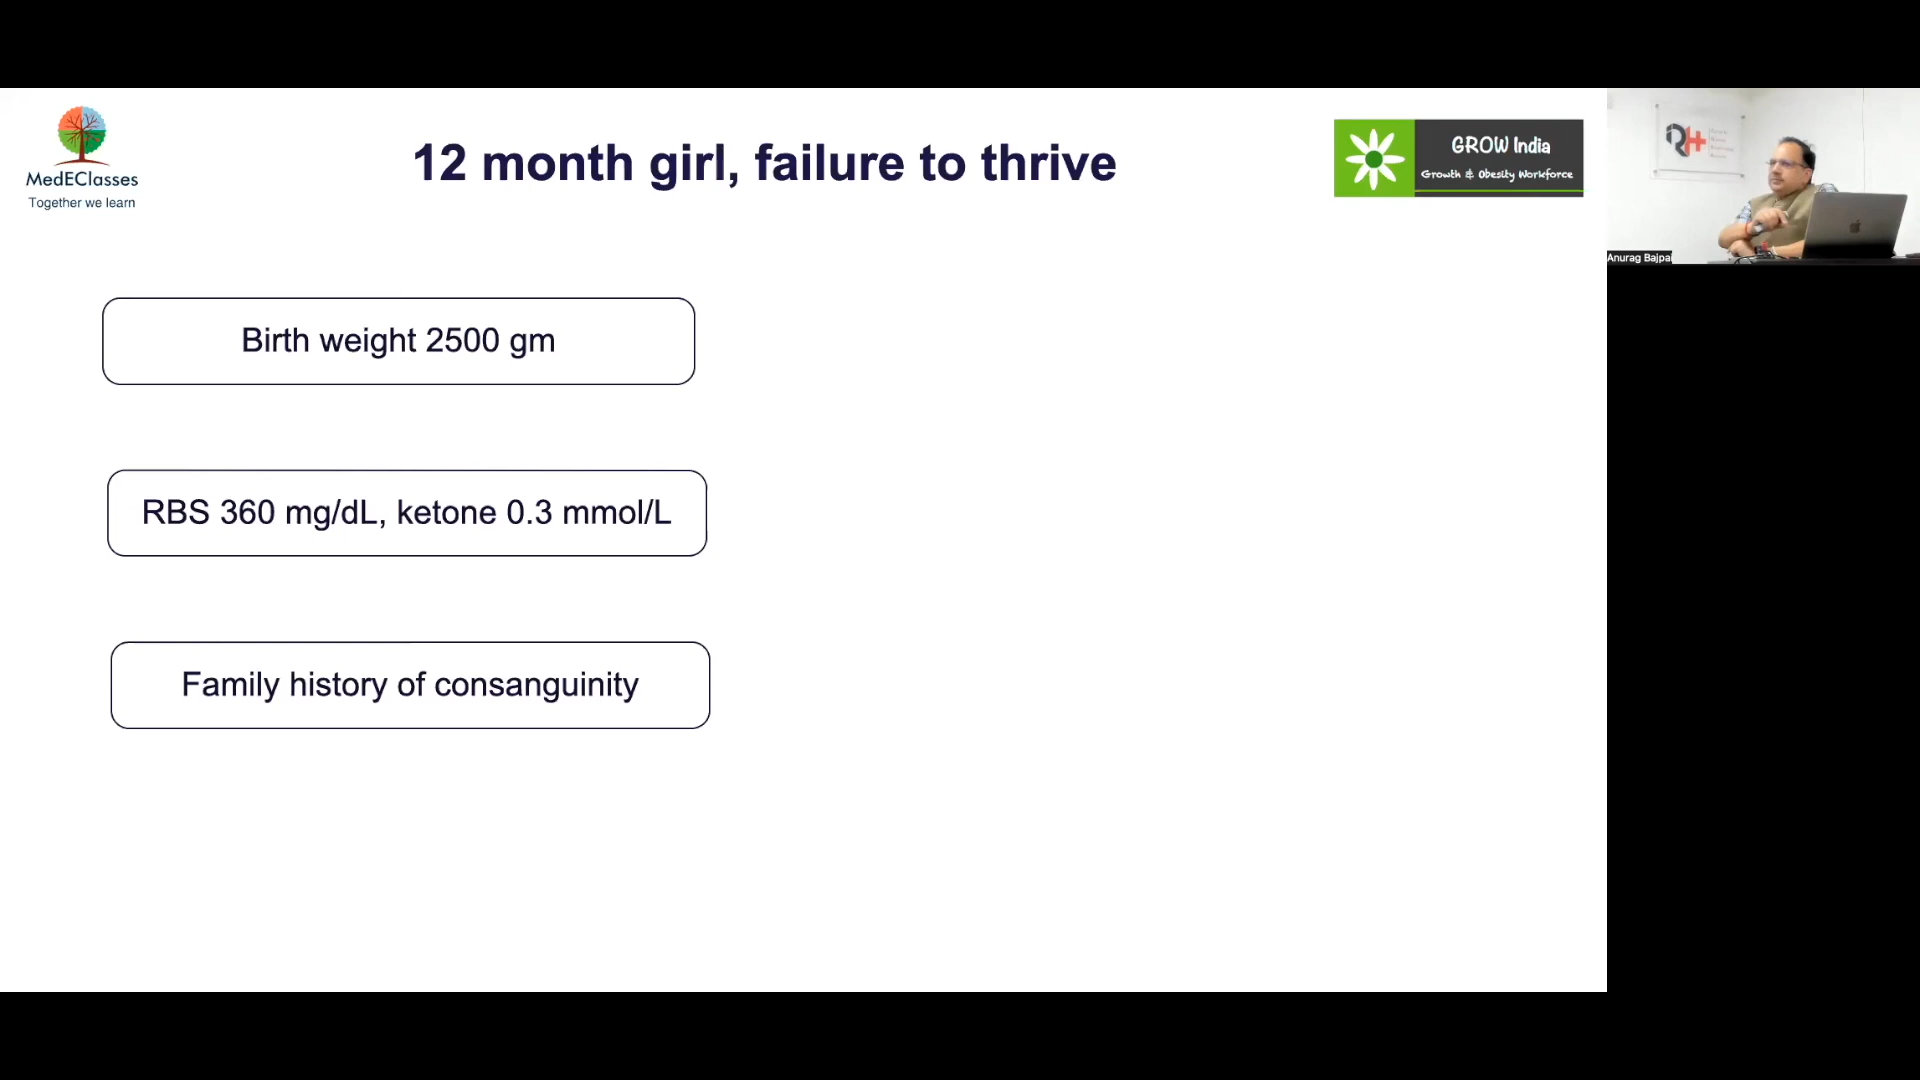 MedEClasses
Together we learn
12 month girl, failure to thrive
GROW India
Growth & Obesity Workforce
Birth weight 2500 gm
RBS 360 mg/dL, ketone 0.3 mmol/L
Family history of consanguinity
RH
Anurag Bajpai